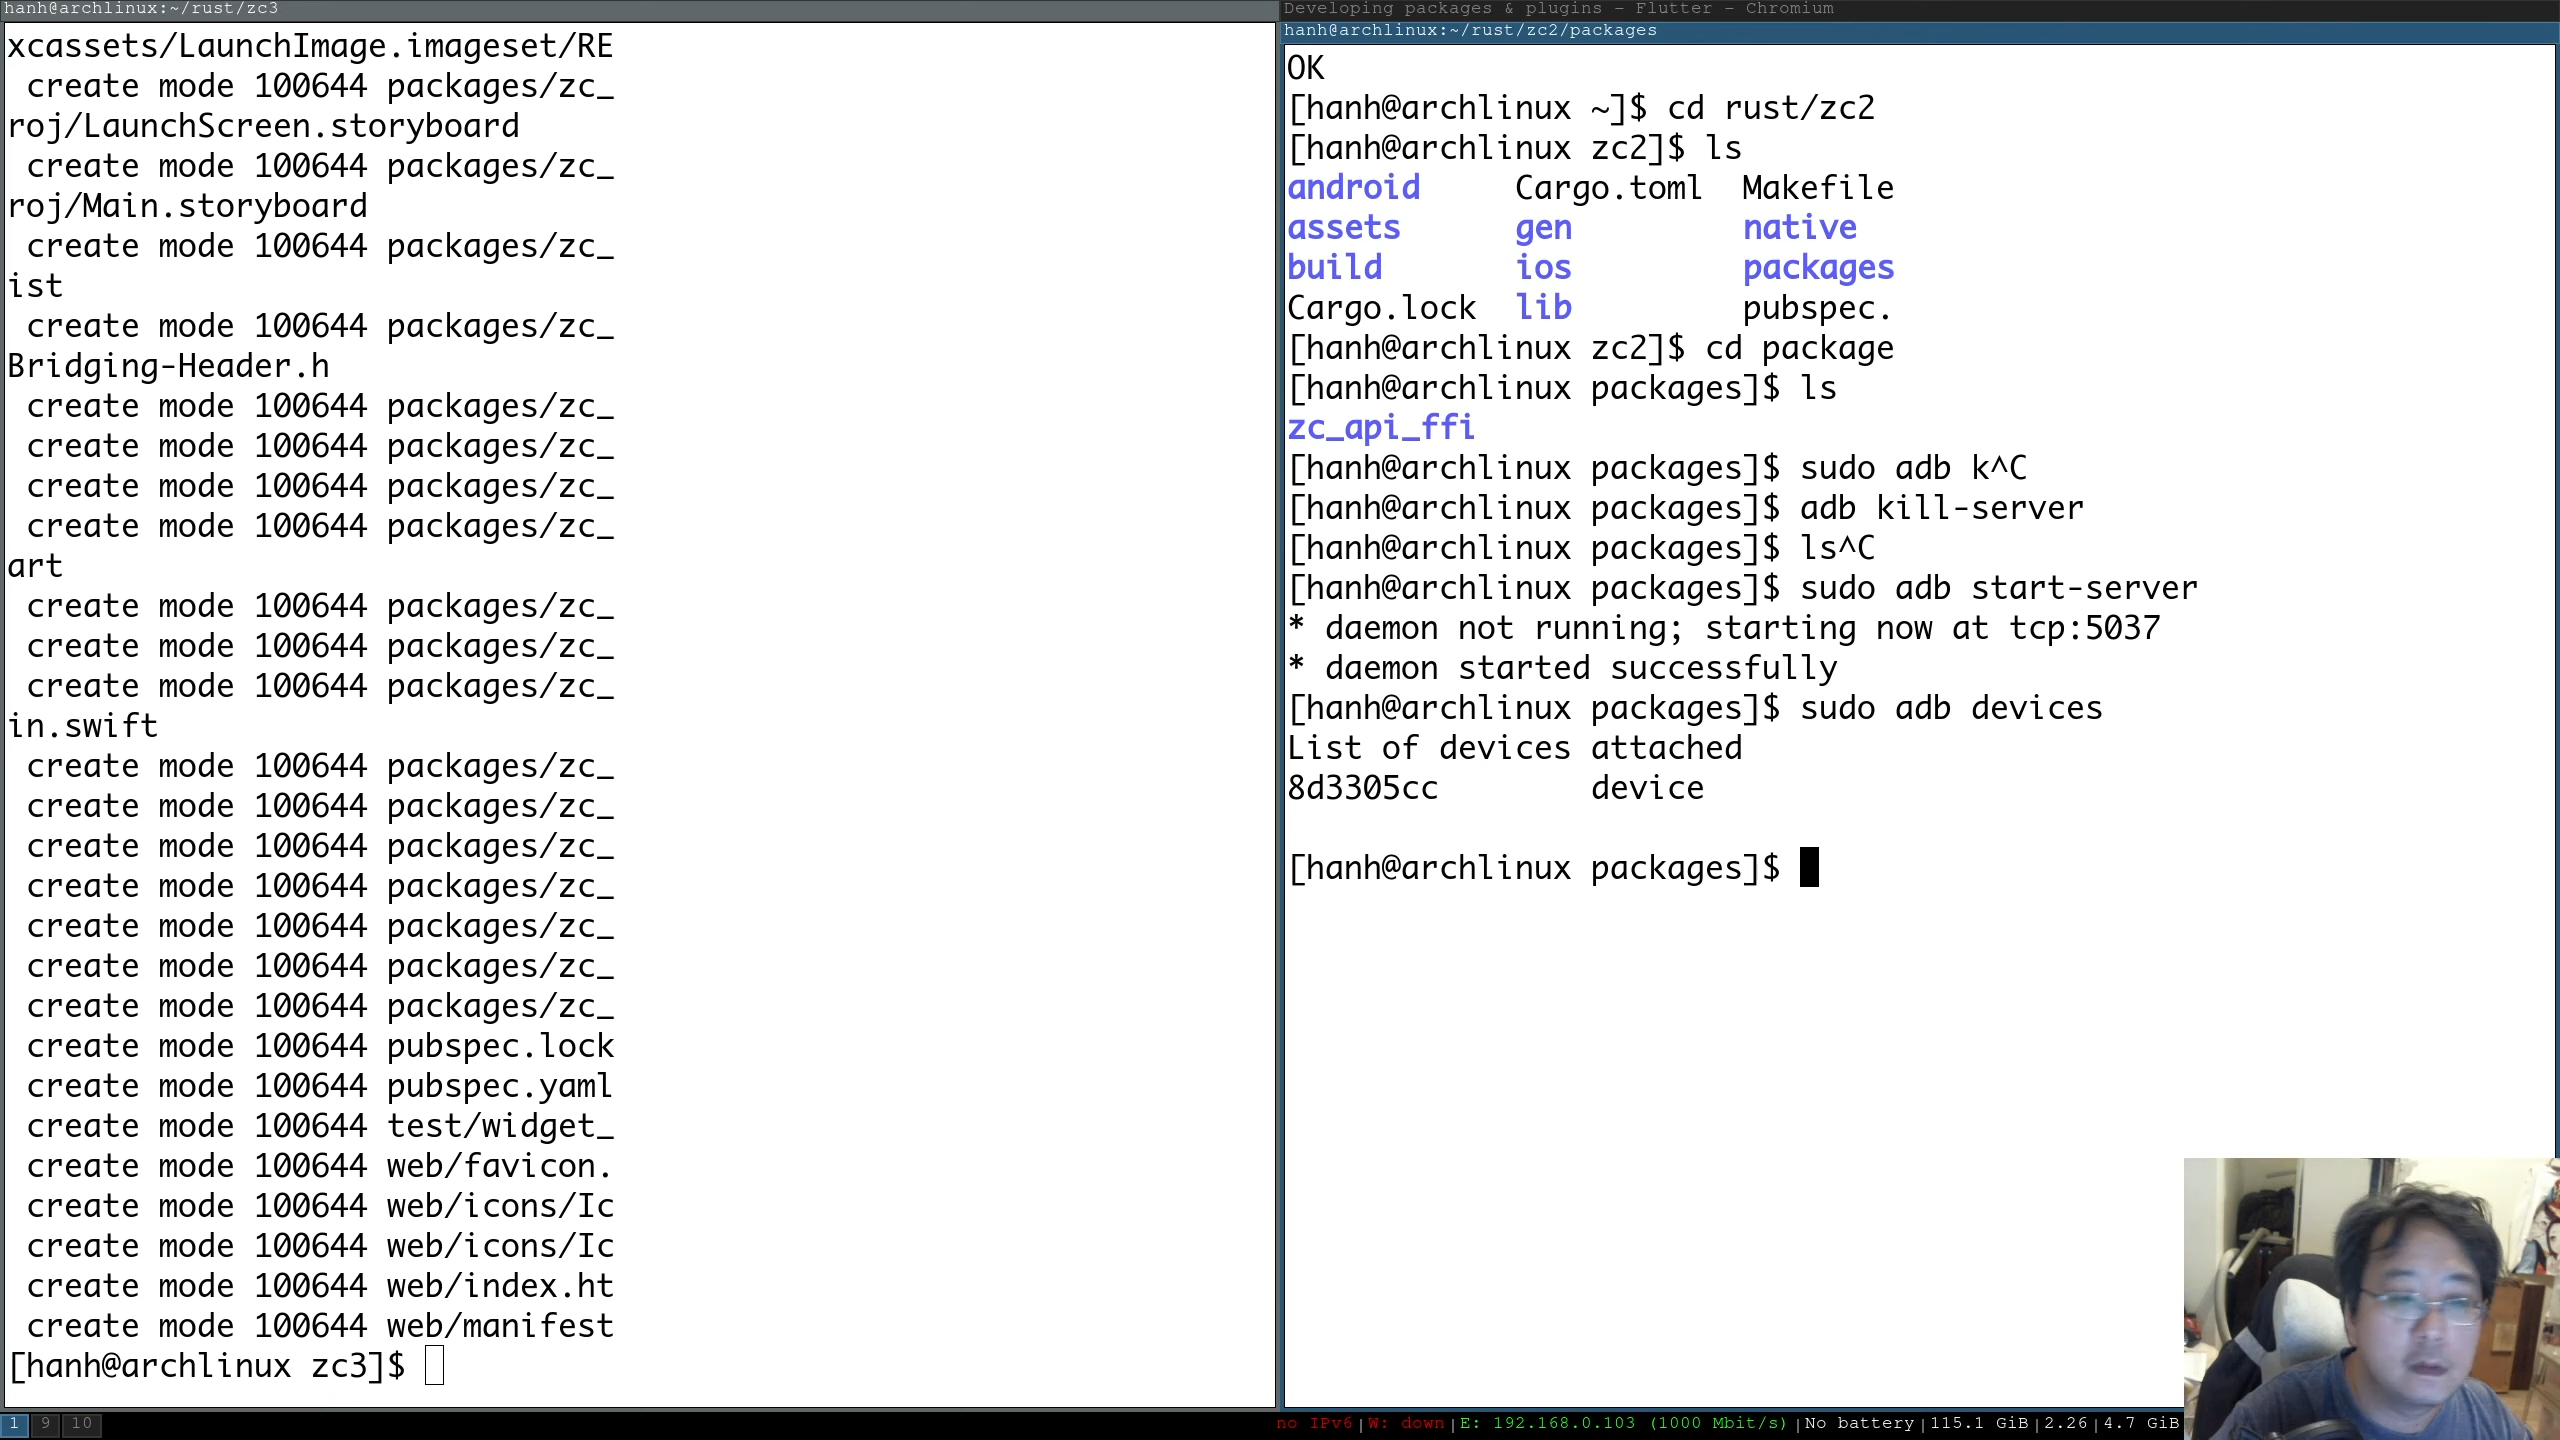 hanh@archlinux:~/rust/zc3
xcassets/LaunchImage.imageset/RE
create mode 100644 packages/zc_
roj/LaunchScreen.storyboard
create mode 100644 packages/zc_
roj/Main.storyboard
create mode 100644 packages/zc_
ist
create mode 100644 packages/zc_
Bridging-Header.h
create mode 100644 packages/zc_
create mode 100644 packages/zc_
create mode 100644 packages/zc_
create mode 100644 packages/zc_
art
create mode 100644 packages/zc_
create mode 100644 packages/zc_
create mode 100644 packages/zc_
in.swift
create mode 100644 packages/zc_
create mode 100644 packages/zc_
create mode 100644 packages/zc_
create mode 100644 packages/zc_
create mode 100644 packages/zc_
create mode 100644 packages/zc_
create mode 100644 packages/zc_
create mode 100644 pubspec.lock
create mode 100644 pubspec.yaml
create mode 100644 test/widget_
create mode 100644 web/favicon.
create mode 100644 web/icons/Ic
create mode 100644 web/icons/Ic
create mode 100644 web/index.ht
create mode 100644 web/manifest
[hanh@archlinux zc3]$
Developing packages & plugins - Flutter - Chromium
hanh@archlinux:~/rust/zc2/packages
OK
[hanh@archlinux ~]$ cd rust/zc2
[hanh@archlinux zc2]$ ls
android Cargo.toml Makefile
assets gen native
build ios packages
Cargo.lock lib pubspec.
[hanh@archlinux zc2]$ cd package
[hanh@archlinux packages]$ ls
zc_api_ffi
[hanh@archlinux packages]$ sudo adb k^C
[hanh@archlinux packages]$ adb kill-server
[hanh@archlinux packages]$ ls^C
[hanh@archlinux packages]$ sudo adb start-server
* daemon not running; starting now at tcp:5037
* daemon started successfully
[hanh@archlinux packages]$ sudo adb devices
List of devices attached
8d3305cc device
[hanh@archlinux packages]$
1 9 10
no IPv6|W: down|E: 192.168.0.103 (1000 Mbit/s)|No battery|115.1 GiB|2.26|4.7 GiB